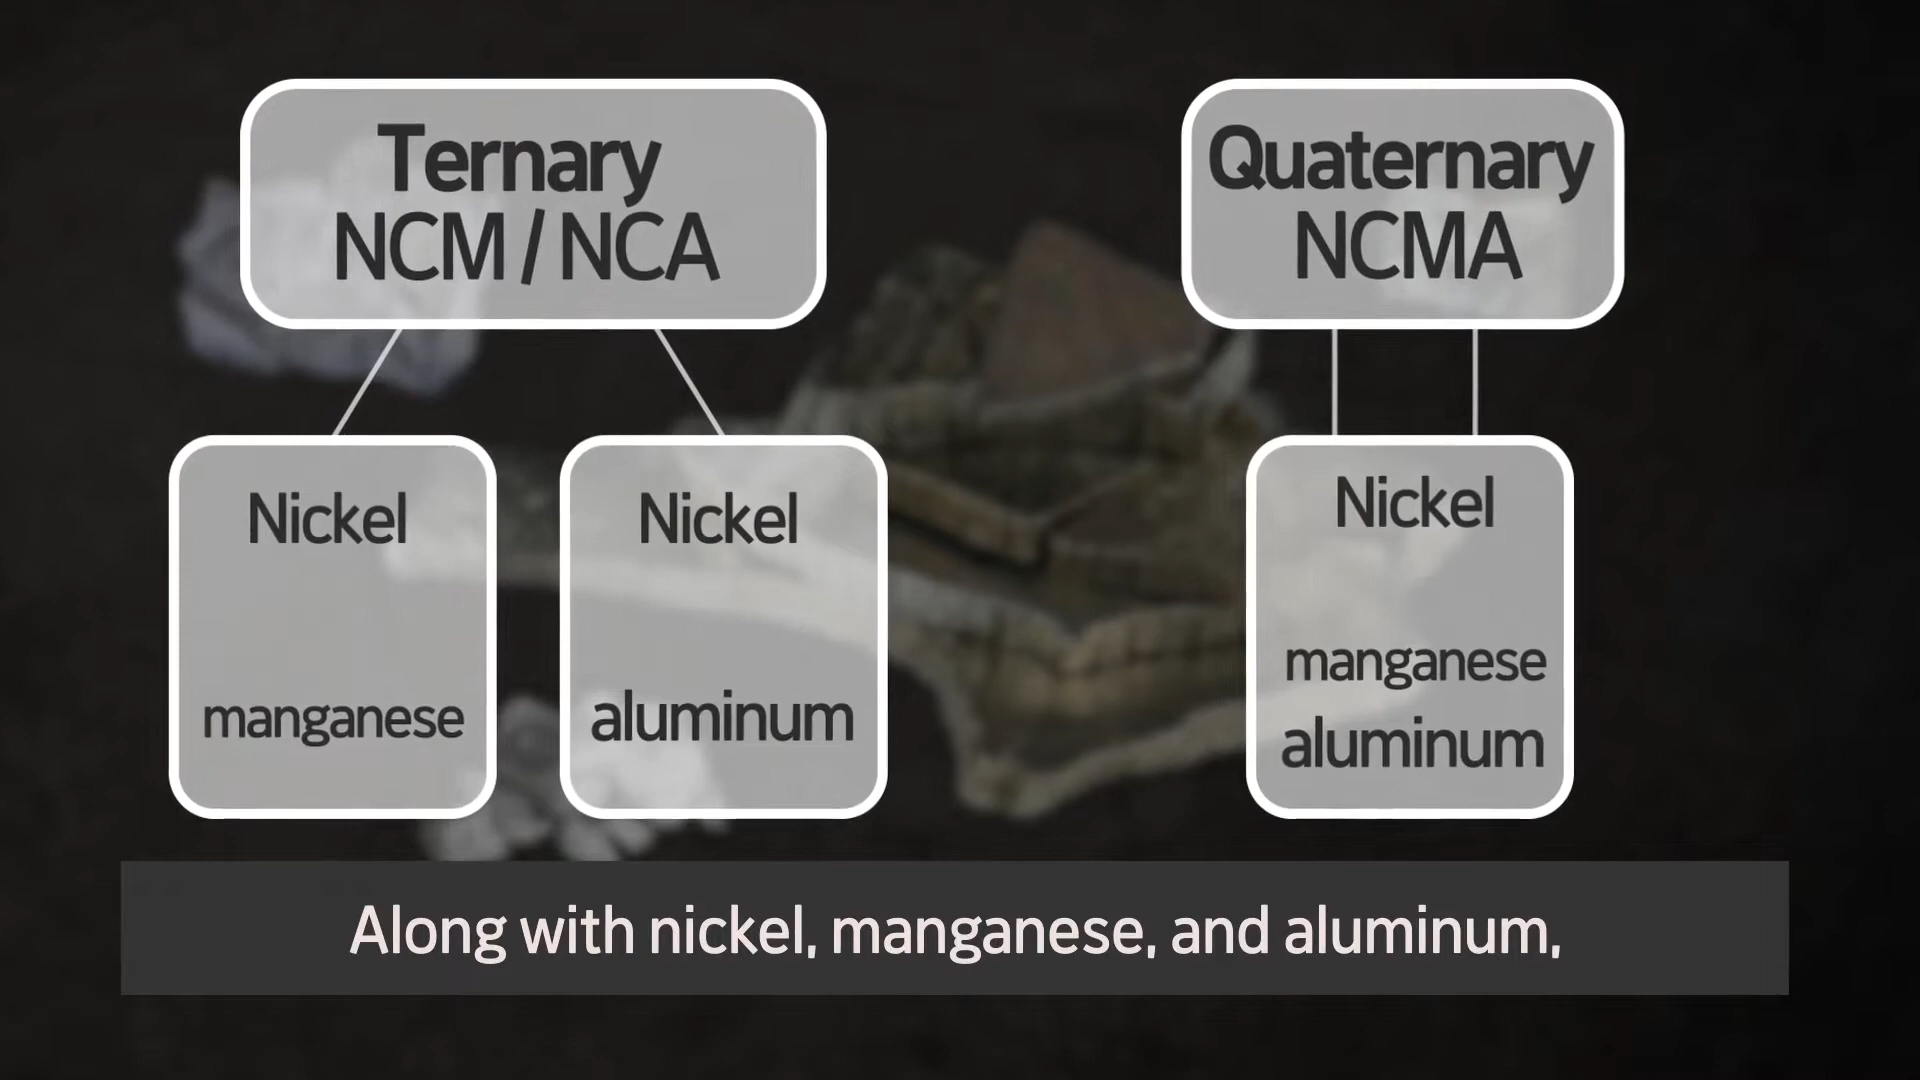 Ternary
NCM / NCA
Quaternary
NCMA
Nickel
manganese
Nickel
aluminum
Nickel
manganese
aluminum
Along with nickel, manganese, and aluminum,